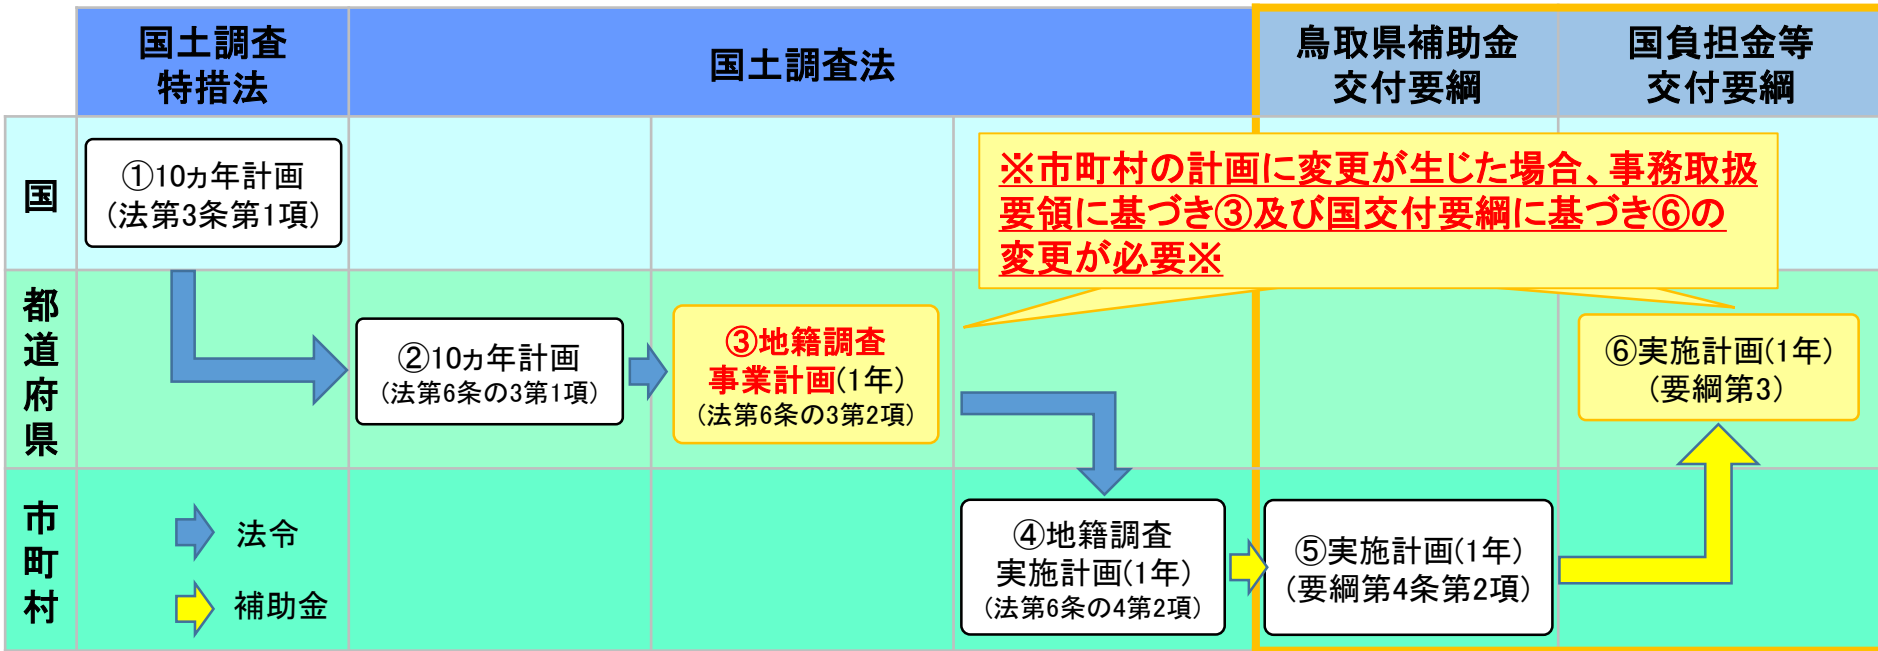 国土調査
特措法
国土調査法
鳥取県補助金
交付要綱
国負担金等
交付要綱
国
①10ヵ年計画
(法第3条第1項)
※市町村の計画に変更が生じた場合、事務取扱
要領に基づき③及び国交付要綱に基づき⑥の
変更が必要※
都道府県
②10ヵ年計画
(法第6条の3第1項)
③地籍調査
事業計画(1年)
(法第6条の3第2項)
⑥実施計画(1年)
(要綱第3)
市町村
法令
補助金
④地籍調査
実施計画(1年)
(法第6条の4第2項)
⑤実施計画(1年)
(要綱第4条第2項)